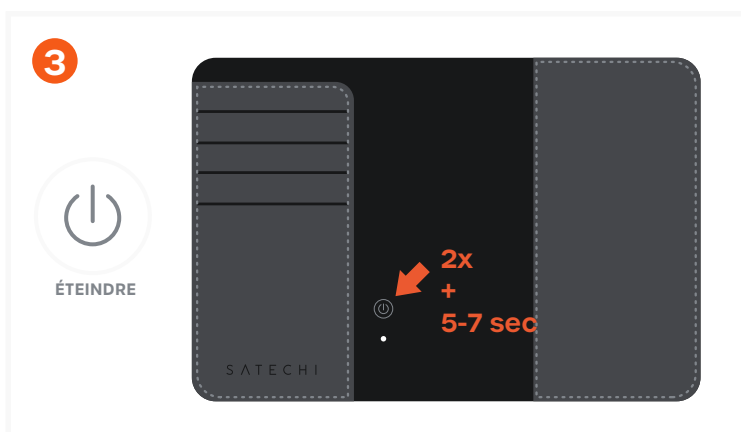 3
ÉTEINDRE
2x
+
5-7 sec
SATECHI